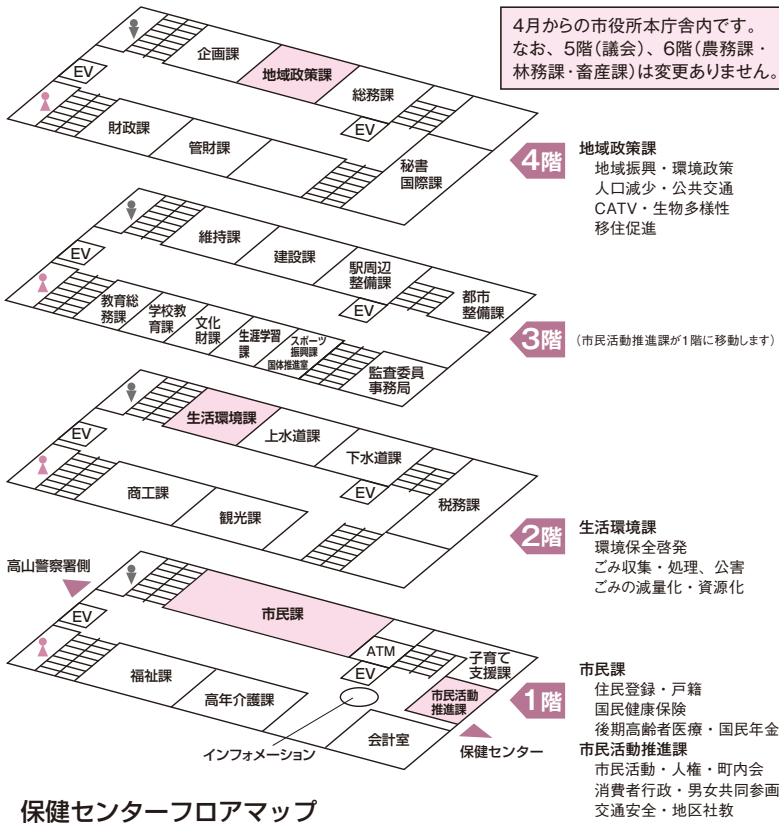 4月からの市役所本庁舎内です。
なお、5階(議会)、6階(農務課・
林務課・畜産課)は変更ありません。
企画課
地域政策課
総務課
EV
EV
財政課
管財課
秘書
国際課
4階
地域政策課
地域振興・環境政策
人口減少・公共交通
CATV・生物多様性
移住促進
維持課
建設課
駅周辺
整備課
都市
整備課
EV
EV
教育総
務課
学校教
育課
文化
財課
生涯学習
課
スポーツ
振興課
国体推進室
監査委員
事務局
3階
(市民活動推進課が1階に移動します)
生活環境課
上水道課
下水道課
税務課
EV
EV
商工課
観光課
2階
生活環境課
環境保全啓発
ごみ収集・処理、公害
ごみの減量化・資源化
高山警察署側
市民課
ATM
EV
EV
子育て
支援課
福祉課
高年介護課
市民活動
推進課
会計室
インフォメーション
保健センター
1階
市民課
住民登録・戸籍
国民健康保険
後期高齢者医療・国民年金
市民活動推進課
市民活動・人権・町内会
消費者行政・男女共同参画
交通安全・地区社教
保健センターフロアマップ